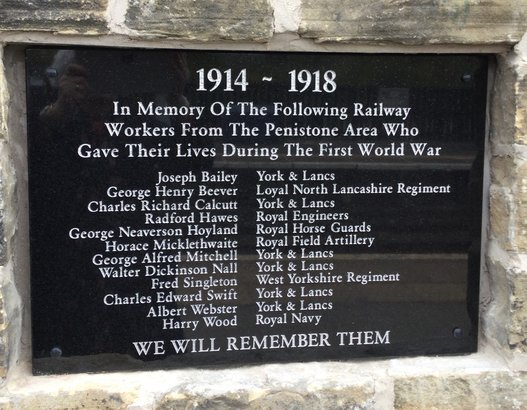 1914 ~ 1918
In Memory Of The Following Railway
Workers From The Penistone Area Who
Gave Their Lives During The First World War
Joseph Bailey York & Lancs
George Henry Beever Loyal North Lancashire Regiment
Charles Richard Calcutt York & Lancs
Radford Hawes Royal Engineers
George Neaverson Hoyland Royal Horse Guards
Horace Micklethwaite Royal Field Artillery
George Alfred Mitchell York & Lancs
Walter Dickinson Nall York & Lancs
Fred Singleton West Yorkshire Regiment
Charles Edward Swift York & Lancs
Albert Webster York & Lancs
Harry Wood Royal Navy
WE WILL REMEMBER THEM